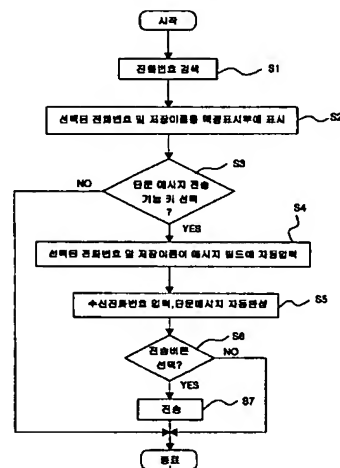 시작
전화번호 검색
S1
선택된 전화번호 및 저장이름을 액정표시부에 표시
S2
S3
단문 메시지 전송
기능 키 선택
?
NO
YES
S4
선택된 전화번호 및 저장이름이 메시지 필드에 자동입력
수신전화번호 입력,단문메시지 자동완성
S5
S6
전송버튼
선택?
NO
YES
전송
S7
종료